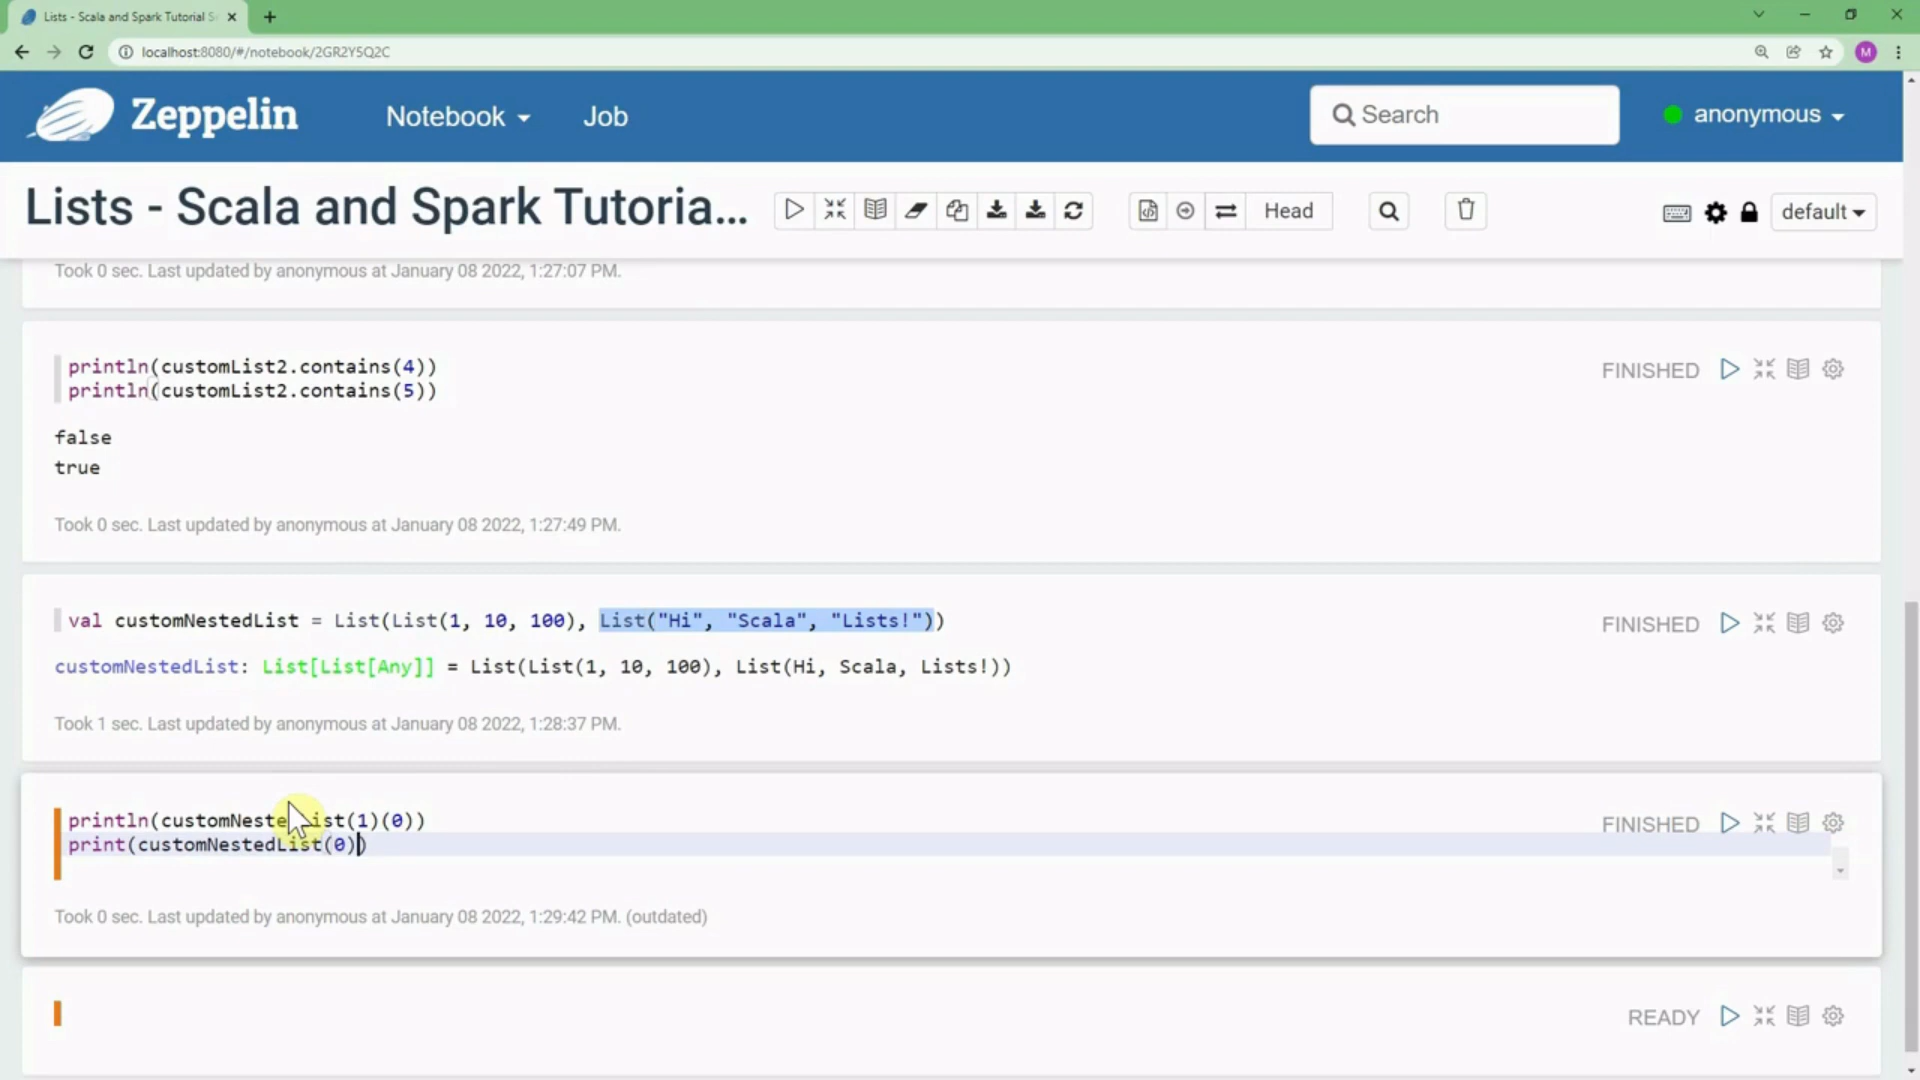 Lists - Scala and Spark Tutorial S
localhost:8080/#/notebook/2GR2Y5Q2C
M
Zeppelin
Notebook
Job
Search
anonymous
Lists - Scala and Spark Tutoria...
Head
default
Took 0 sec. Last updated by anonymous at January 08 2022, 1:27:07 PM.
println(customList2.contains(4))
println(customList2.contains(5))
FINISHED
false
true
Took 0 sec. Last updated by anonymous at January 08 2022, 1:27:49 PM.
val customNestedList = List(List(1, 10, 100), List("Hi", "Scala", "Lists!"))
FINISHED
customNestedList: List[List[Any]] = List(List(1, 10, 100), List(Hi, Scala, Lists!))
Took 1 sec. Last updated by anonymous at January 08 2022, 1:28:37 PM.
println(customNestedList(1)(0))
FINISHED
print(customNestedList(0))
Took 0 sec. Last updated by anonymous at January 08 2022, 1:29:42 PM. (outdated)
READY